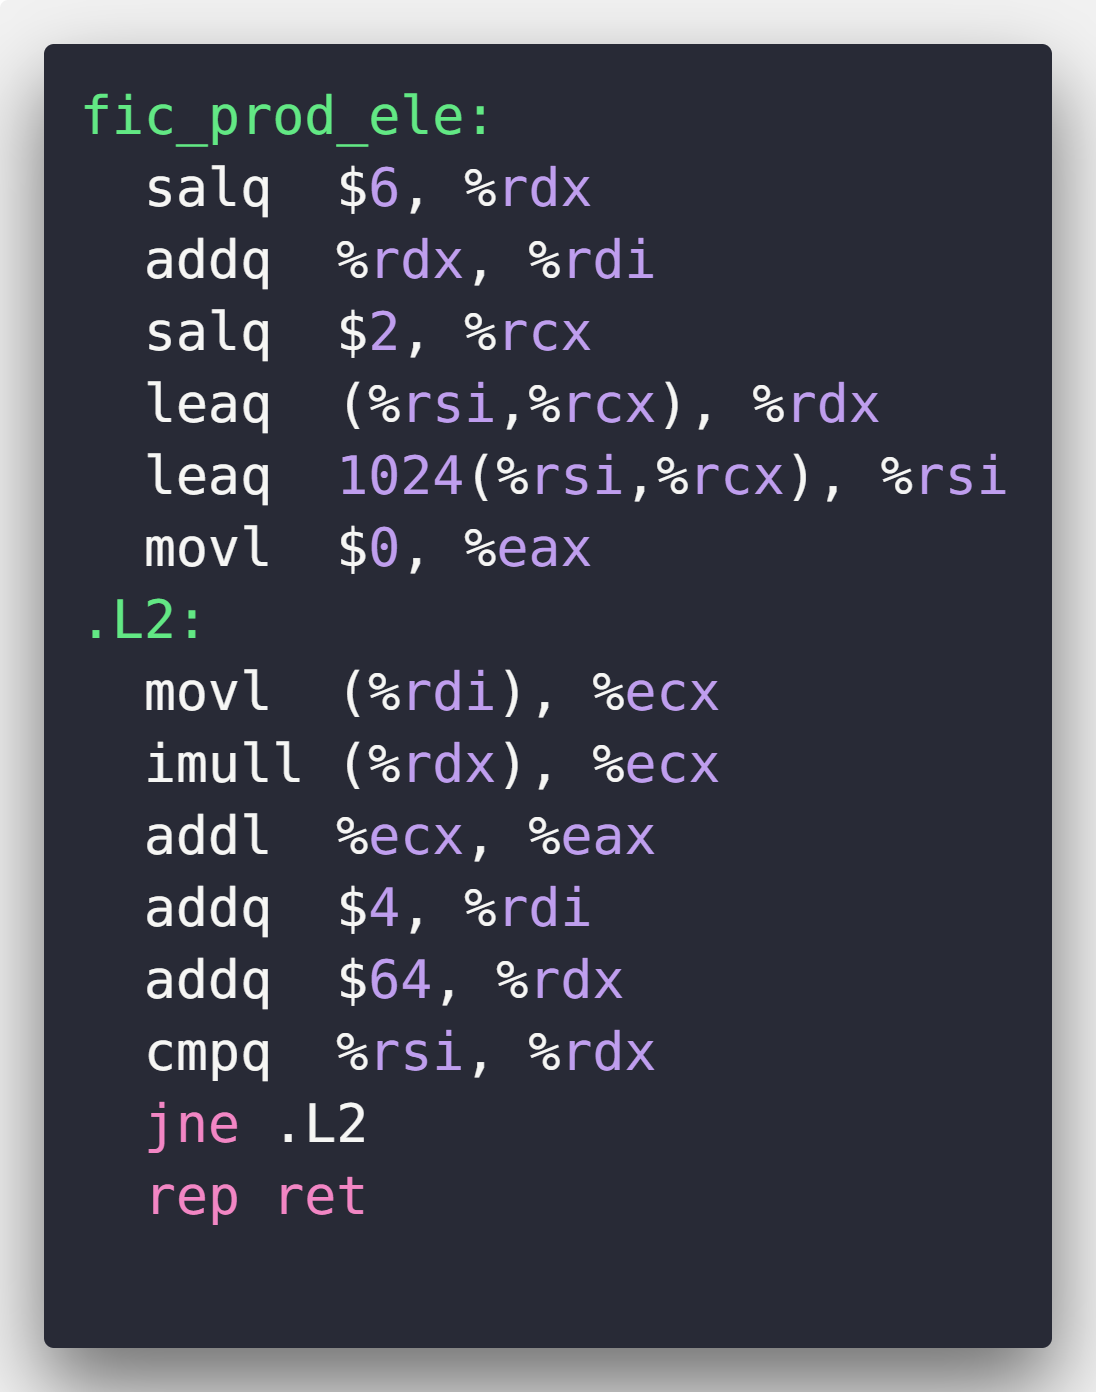 fic_prod_ele:
  salq  $6, %rdx
  addq  %rdx, %rdi
  salq  $2, %rcx
  leaq  (%rsi,%rcx), %rdx
  leaq  1024(%rsi,%rcx), %rsi
  movl  $0, %eax
.L2:
  movl  (%rdi), %ecx
  imull (%rdx), %ecx
  addl  %ecx, %eax
  addq  $4, %rdi
  addq  $64, %rdx
  cmpq  %rsi, %rdx
  jne .L2
  rep ret